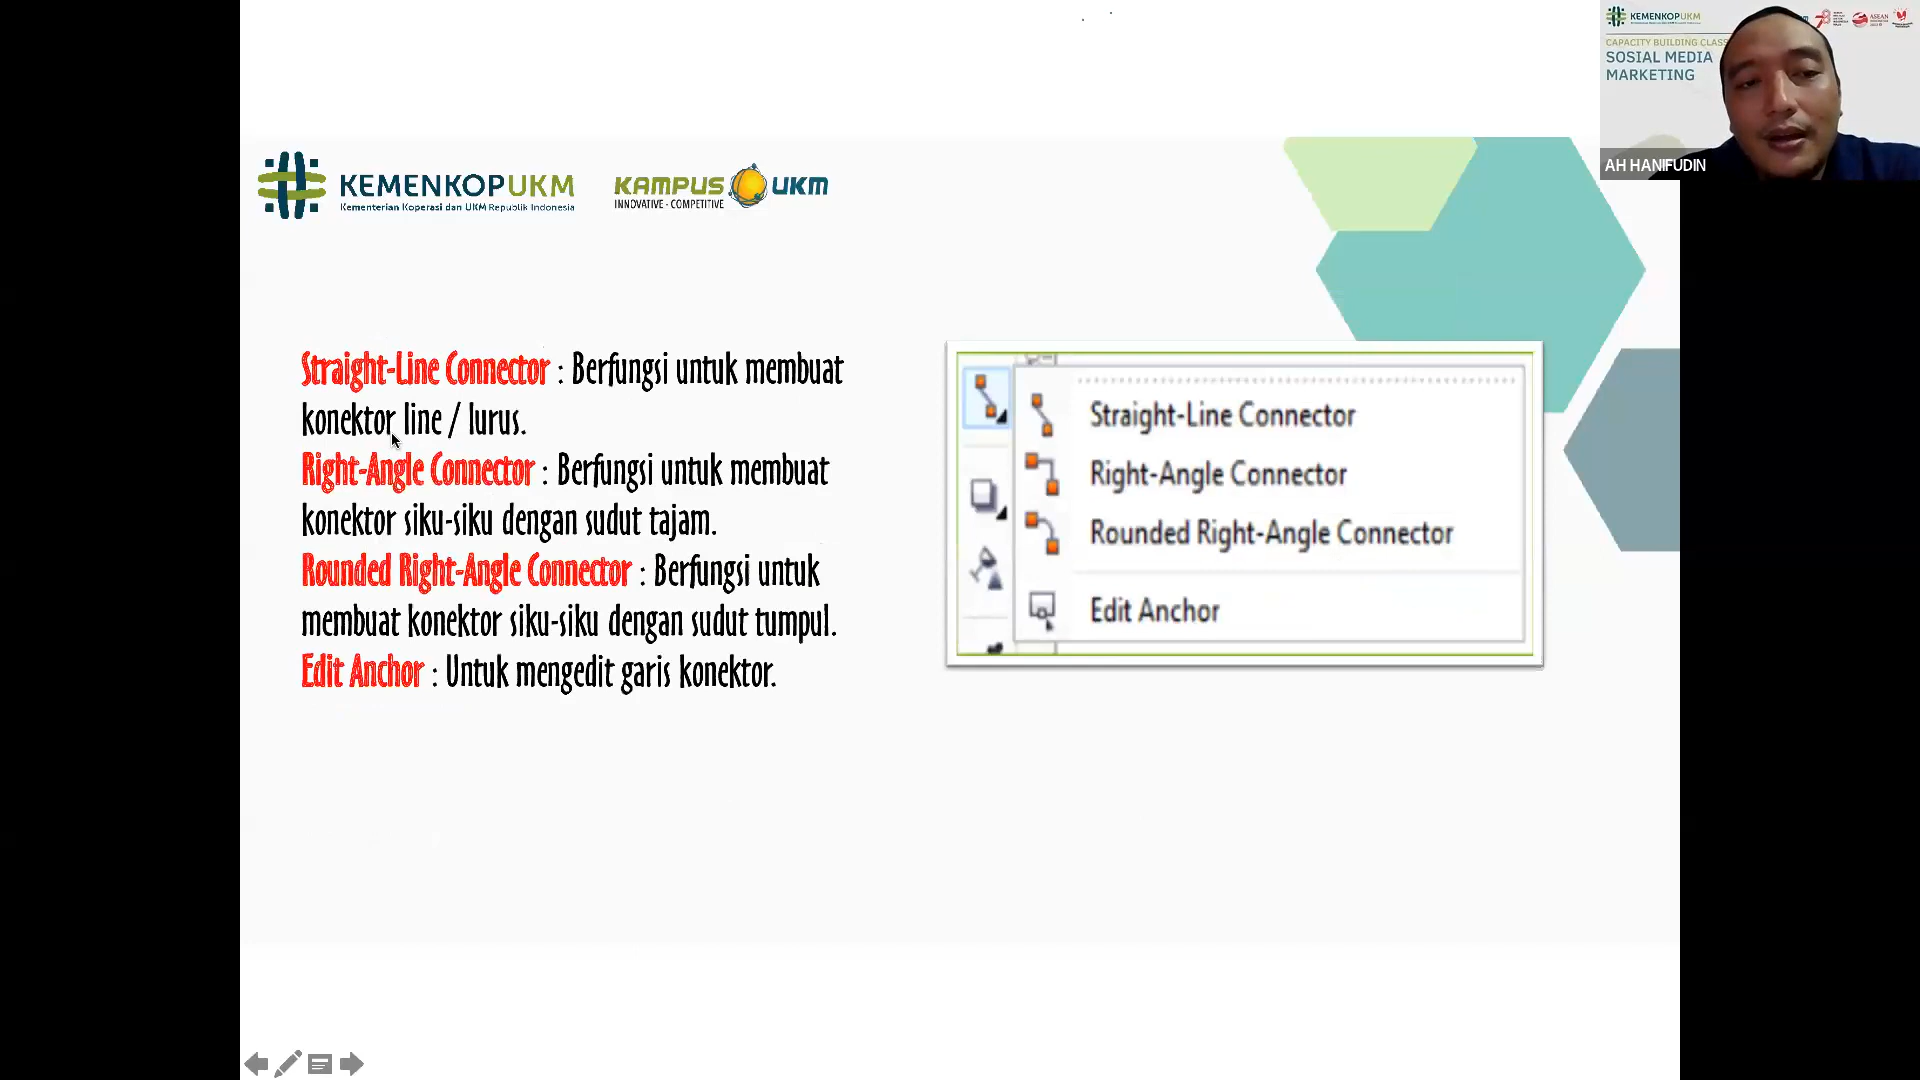 KEMENKOPUKM
Kementerian Koperasi dan UKM Republik Indonesia
KAMPUS UKM
INNOVATIVE - COMPETITIVE
Straight-Line Connector : Berfungsi untuk membuat
konektor line / lurus.
Right-Angle Connector : Berfungsi untuk membuat
konektor siku-siku dengan sudut tajam.
Rounded Right-Angle Connector : Berfungsi untuk
membuat konektor siku-siku dengan sudut tumpul.
Edit Anchor : Untuk mengedit garis konektor.
Straight-Line Connector
Right-Angle Connector
Rounded Right-Angle Connector
Edit Anchor
KEMENKOPUKM
CAPACITY BUILDING CLASS
SOSIAL MEDIA
MARKETING
AH HANIFUDIN